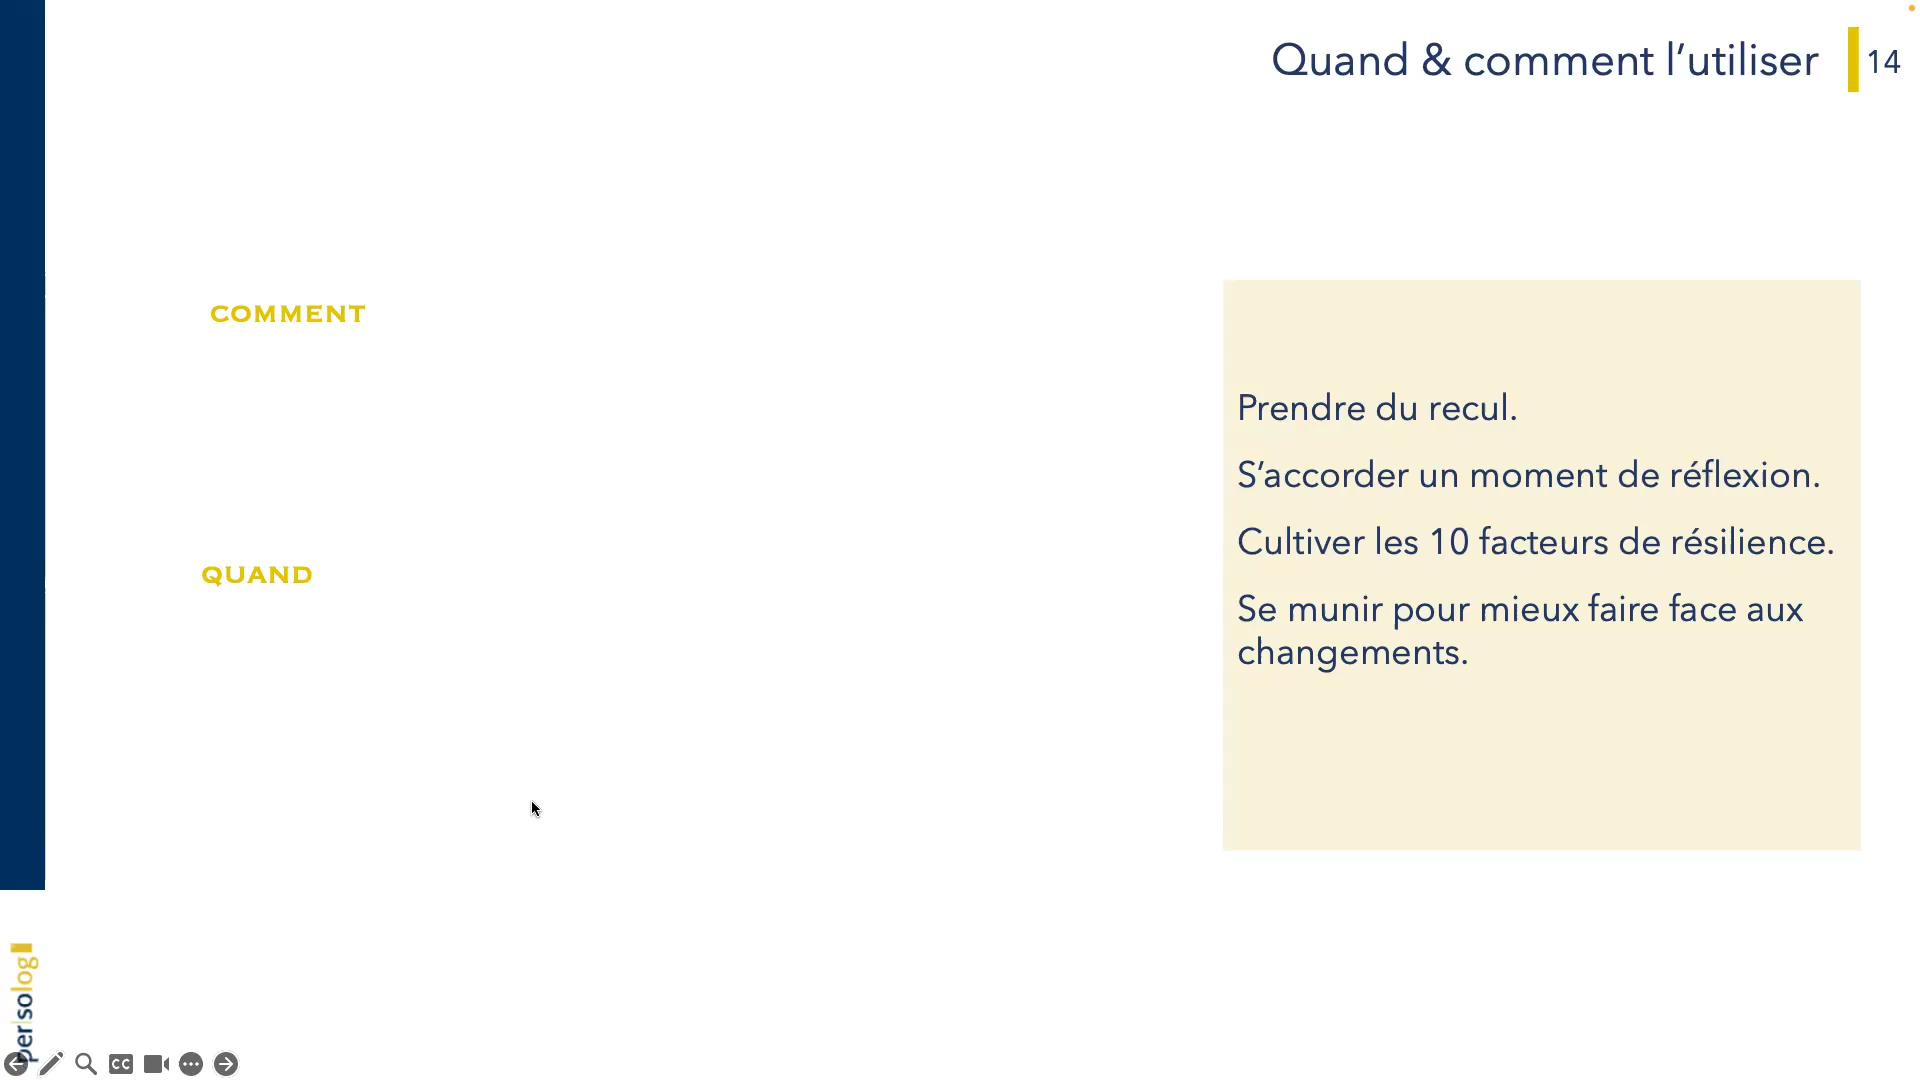 Quand & comment l’utiliser
14
COMMENT
QUAND
Prendre du recul.
S’accorder un moment de réflexion.
Cultiver les 10 facteurs de résilience.
Se munir pour mieux faire face aux
changements.
persolog
CC